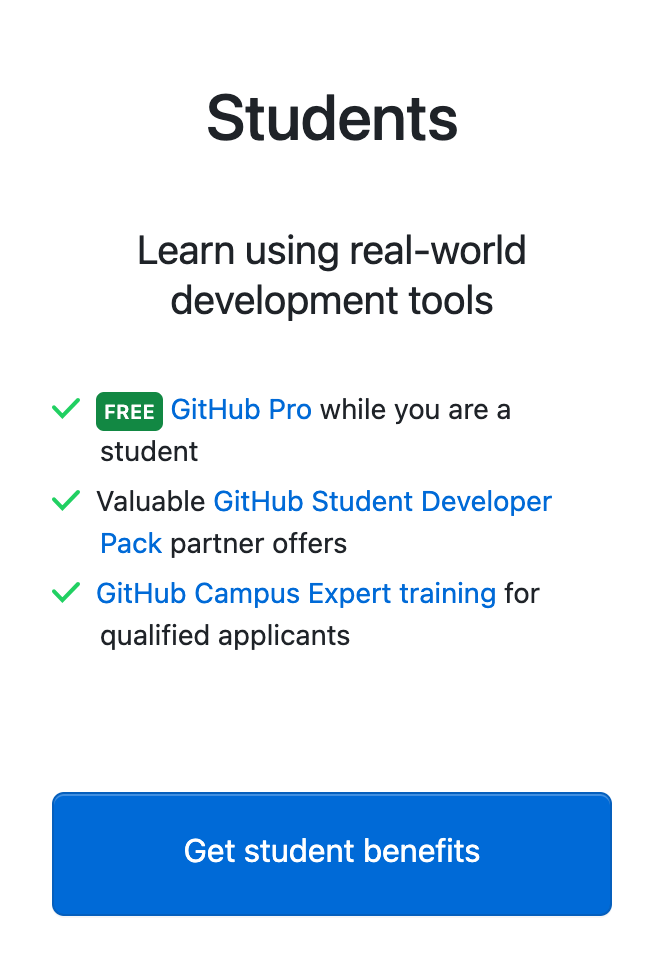 Students
Learn using real-world
development tools
FREE GitHub Pro while you are a
student
Valuable GitHub Student Developer
Pack partner offers
GitHub Campus Expert training for
qualified applicants
Get student benefits